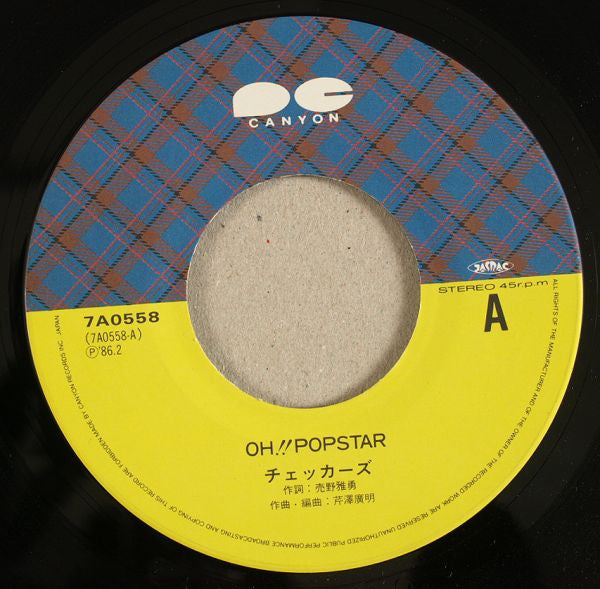 CANYON
JASRAC
STEREO 45r.p.m
7A0558
(7A0558-A)
Ⓟ'86.2
A
OH!!POPSTAR
チェッカーズ
作詞:売野雅勇
作曲・編曲:芹澤廣明
ALL RIGHTS OF THE MANUFACTURER AND OF THE OWNER OF THE RECORDED WORK ARE RESERVED UNAUTHORIZED PUBLIC PERFORMANCE BROADCASTING AND COPYING OF THIS RECORD ARE FORBIDDEN MADE BY CANYON RECORDS INC. JAPAN